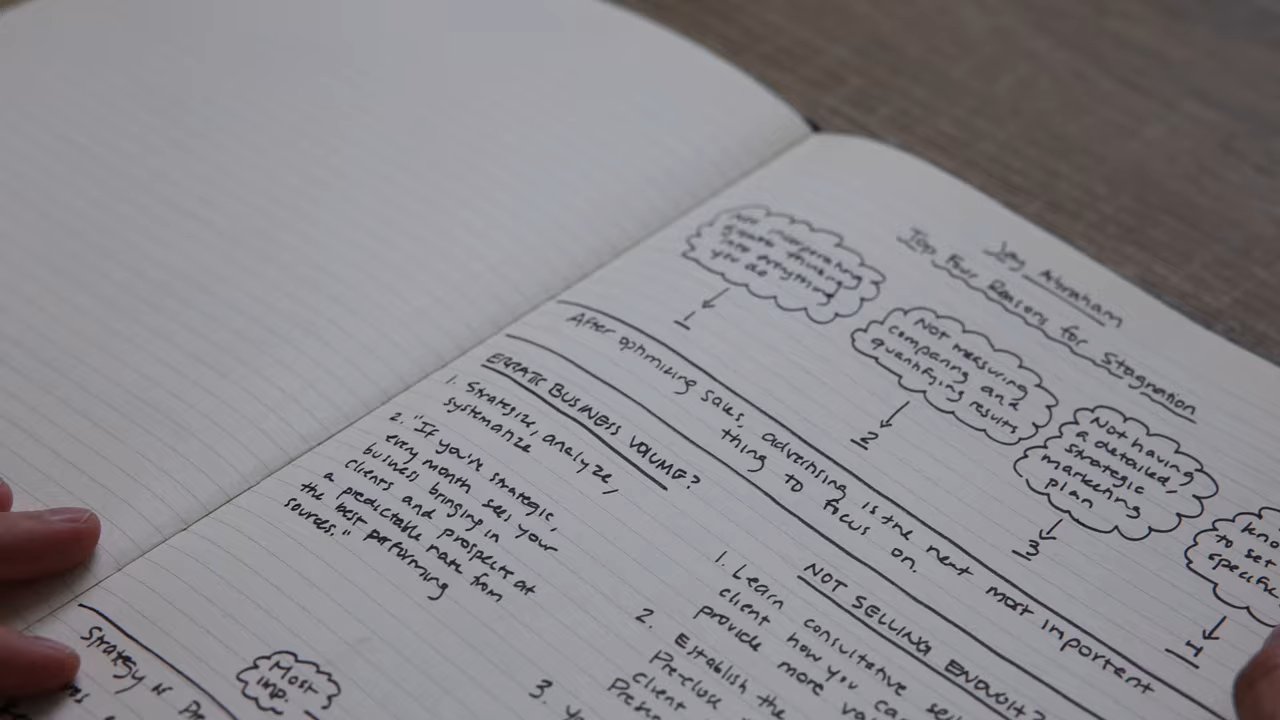 Jay Abraham
Top Four Reasons for Stagnation
Not incorporating
growth thinking
into everything
you do
1
Not measuring
comparing and
quantifying results
2
Not having
a detailed,
strategic
marketing
plan
3
to set
specific
4
After optimizing sales, advertising is the next most important
thing to focus on.
ERRATIC BUSINESS VOLUME?
1. Strategize, analyze,
systematize
2. "If you're strategic,
every month sees your
business bringing in
clients and prospects at
a predictable rate from
the best performing
sources."
NOT SELLING ENOUGH?
1. Learn consultative
client how you
provide more
2. Establish the
Pre-close
client
3.
Strategy
Most
imp.